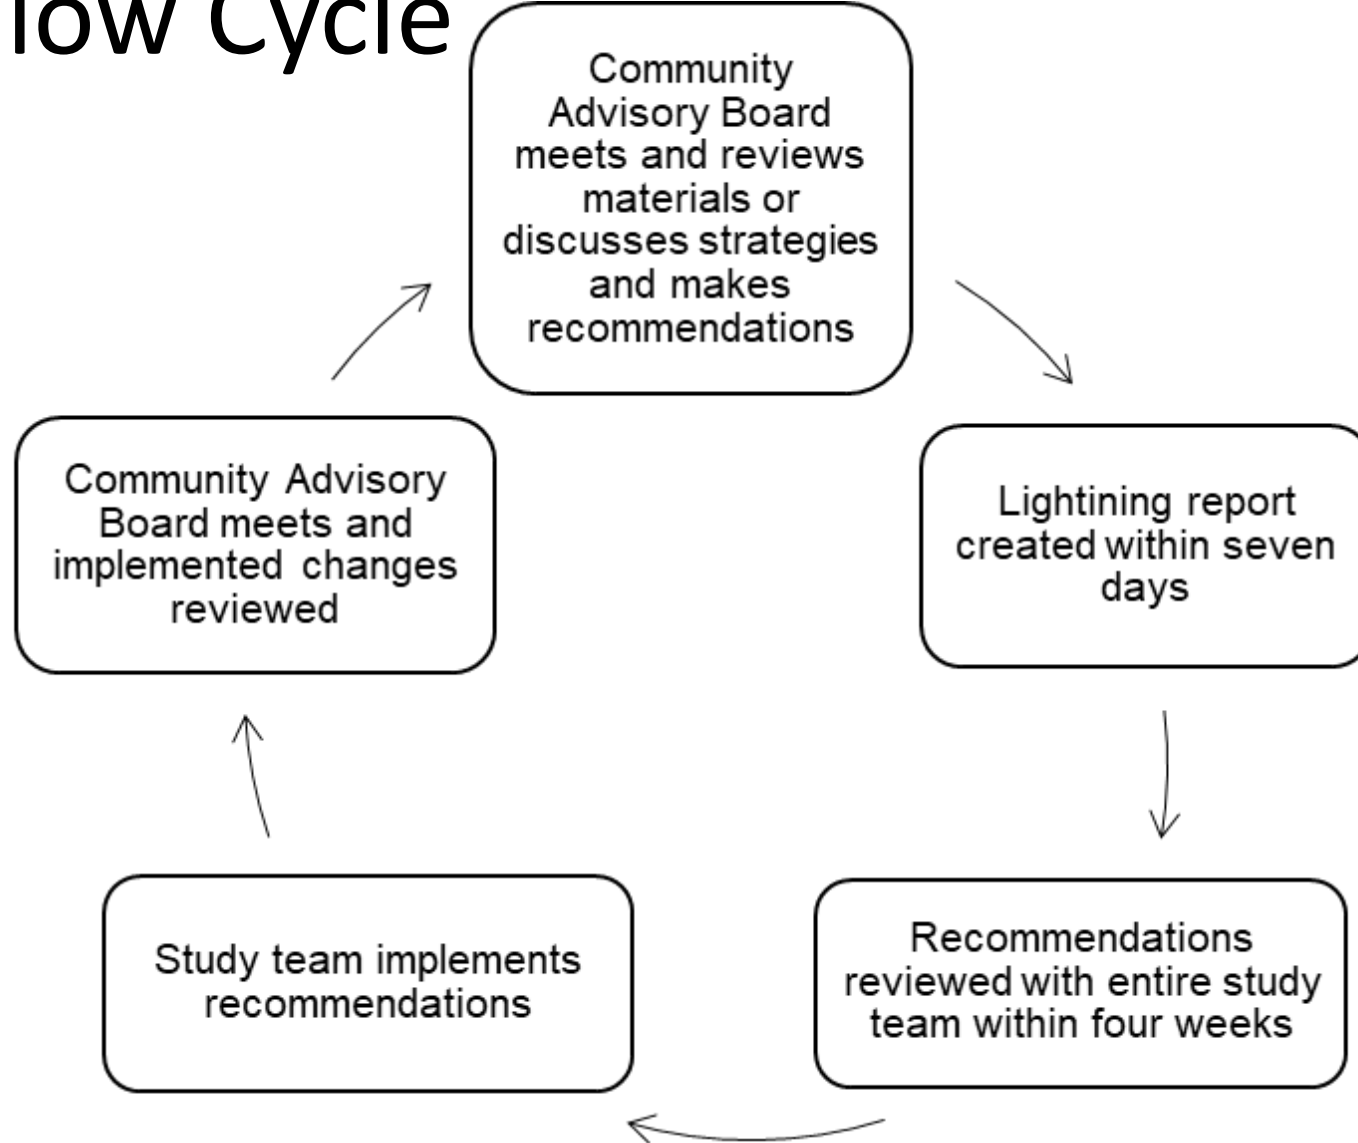 low Cycle
Community
Advisory Board
meets and reviews
materials or
discusses strategies
and makes
recommendations
Lightining report
created within seven
days
Recommendations
reviewed with entire study
team within four weeks
Study team implements
recommendations
Community Advisory
Board meets and
implemented changes
reviewed